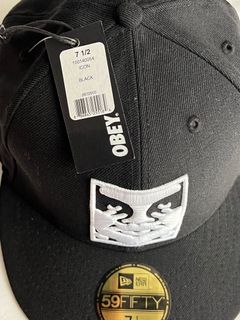 7 1/2
100140054
ICON
BLACK
OBEY.
NEW ERA
59FIFTY